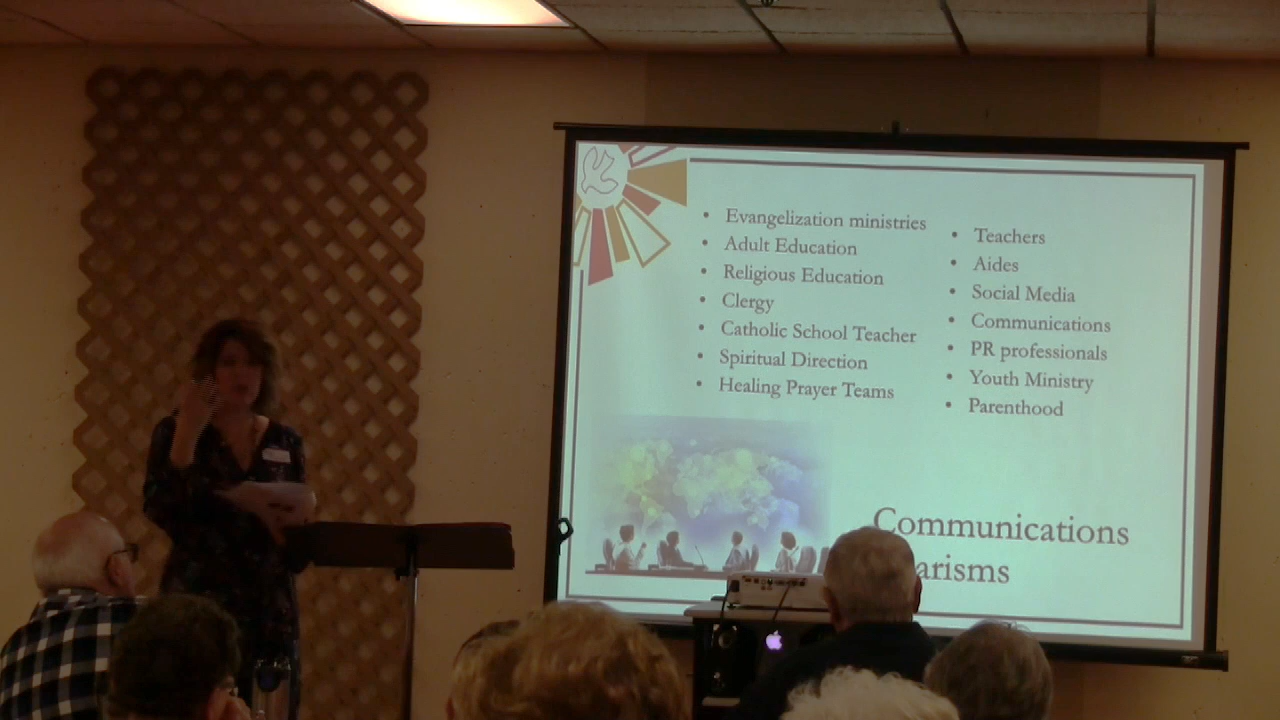 • Evangelization ministries
• Adult Education
• Religious Education
• Clergy
• Catholic School Teacher
• Spiritual Direction
• Healing Prayer Teams
• Teachers
• Aides
• Social Media
• Communications
• PR professionals
• Youth Ministry
• Parenthood
Communications
arisms